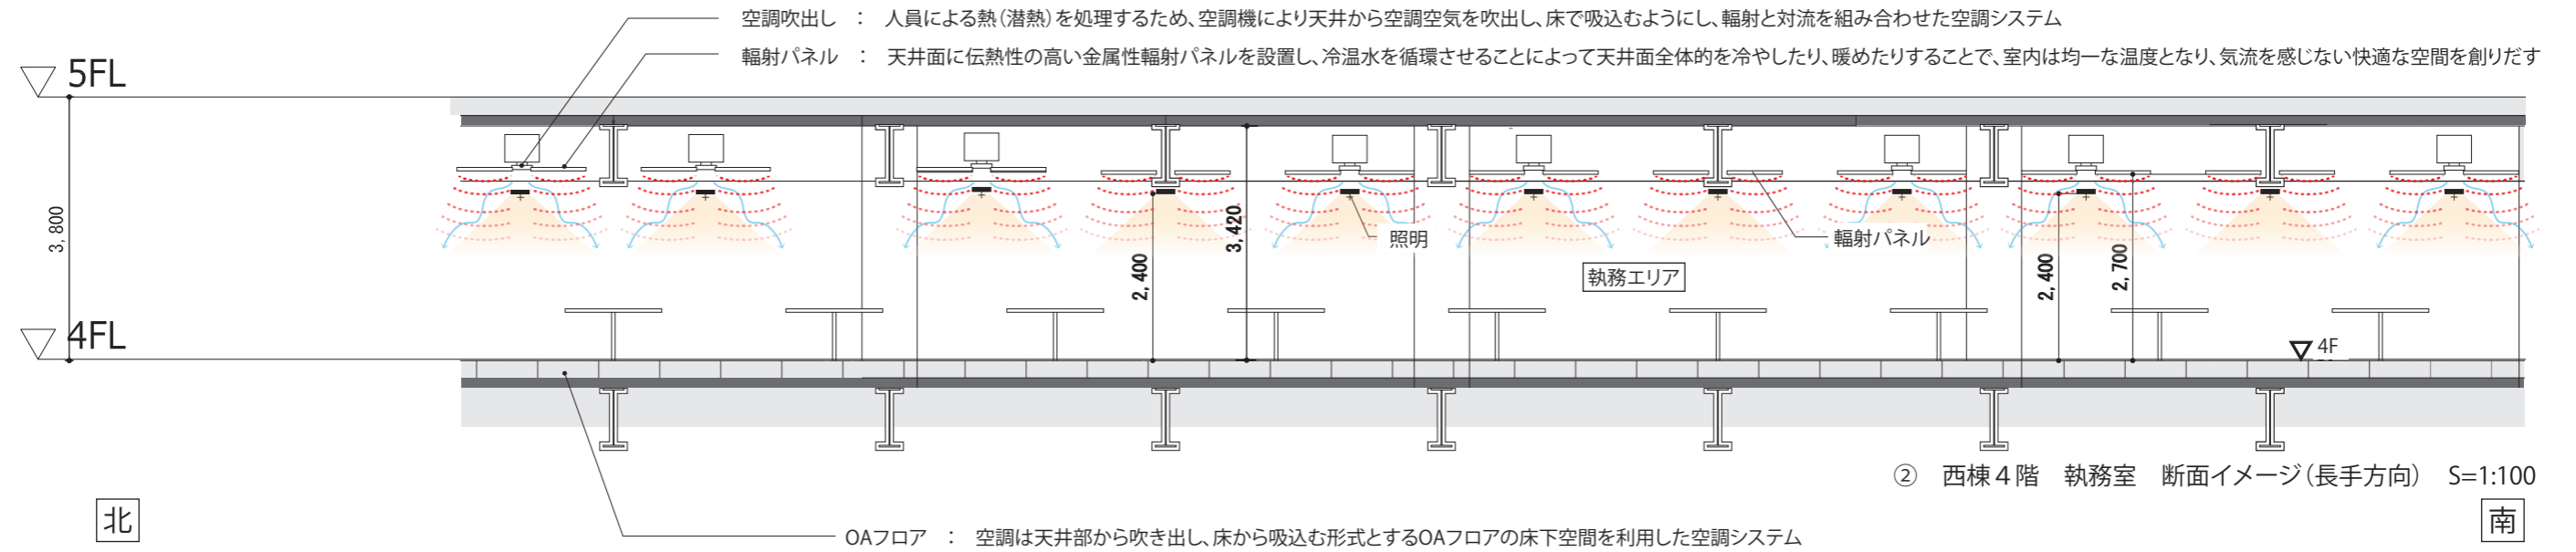 空調吹出し ： 人員による熱（潜熱）を処理するため、空調機により天井から空調空気を吹出し、床で吸込むようにし、輻射と対流を組み合わせた空調システム
輻射パネル ： 天井面に伝熱性の高い金属性輻射パネルを設置し、冷温水を循環させることによって天井面全体的を冷やしたり、暖めたりすることで、室内は均一な温度となり、気流を感じない快適な空間を創りだす
5FL
3,800
照明
輻射パネル
3,420
2,400
執務エリア
2,400
2,700
4FL
4F
② 西棟４階 執務室 断面イメージ（長手方向） S=1:100
北
南
OAフロア ： 空調は天井部から吹き出し、床から吸込む形式とするOAフロアの床下空間を利用した空調システム